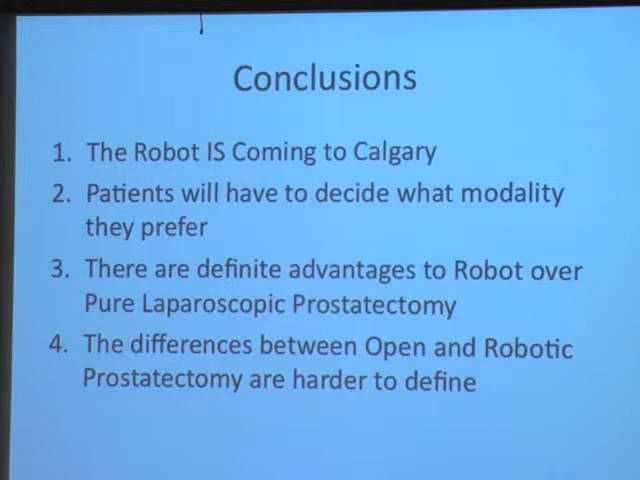 Conclusions
1. The Robot IS Coming to Calgary
2. Patients will have to decide what modality
they prefer
3. There are definite advantages to Robot over
Pure Laparoscopic Prostatectomy
4. The differences between Open and Robotic
Prostatectomy are harder to define